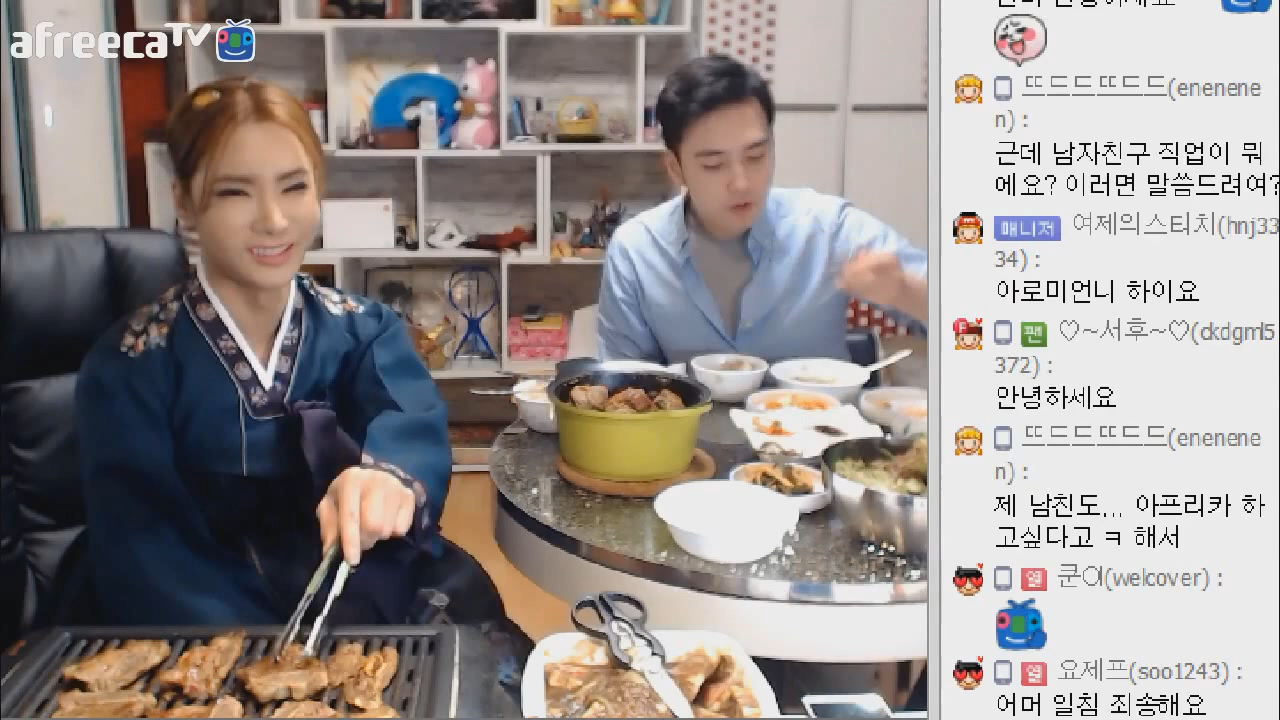 afreecaTV
뜨드드뜨드드(enenene
n) :
근데 남자친구 직업이 뭐
에요? 이러면 말씀드려여?
매니저 여제의스티치(hnj33
34) :
아로미언니 하이요
팬 ♡~서후~♡(ckdgml5
372) :
안녕하세요
뜨드드뜨드드(enenene
n) :
제 남친도... 아프리카 하
고싶다고 ㅋ 해서
열 쿤이(welcover) :
열 요제프(soo1243) :
어머 일침 죄송해요